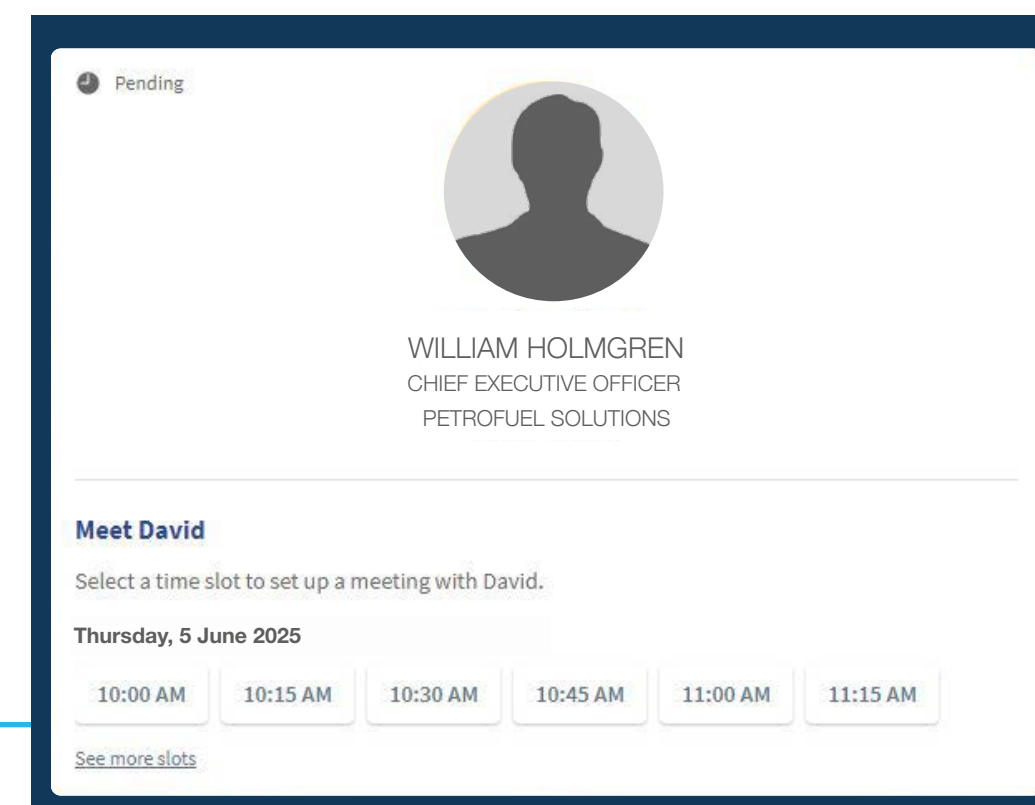 Pending
WILLIAM HOLMGREN
CHIEF EXECUTIVE OFFICER
PETROFUEL SOLUTIONS
Meet David
Select a time slot to set up a meeting with David.
Thursday, 5 June 2025
10:00 AM 10:15 AM 10:30 AM 10:45 AM 11:00 AM 11:15 AM
See more slots